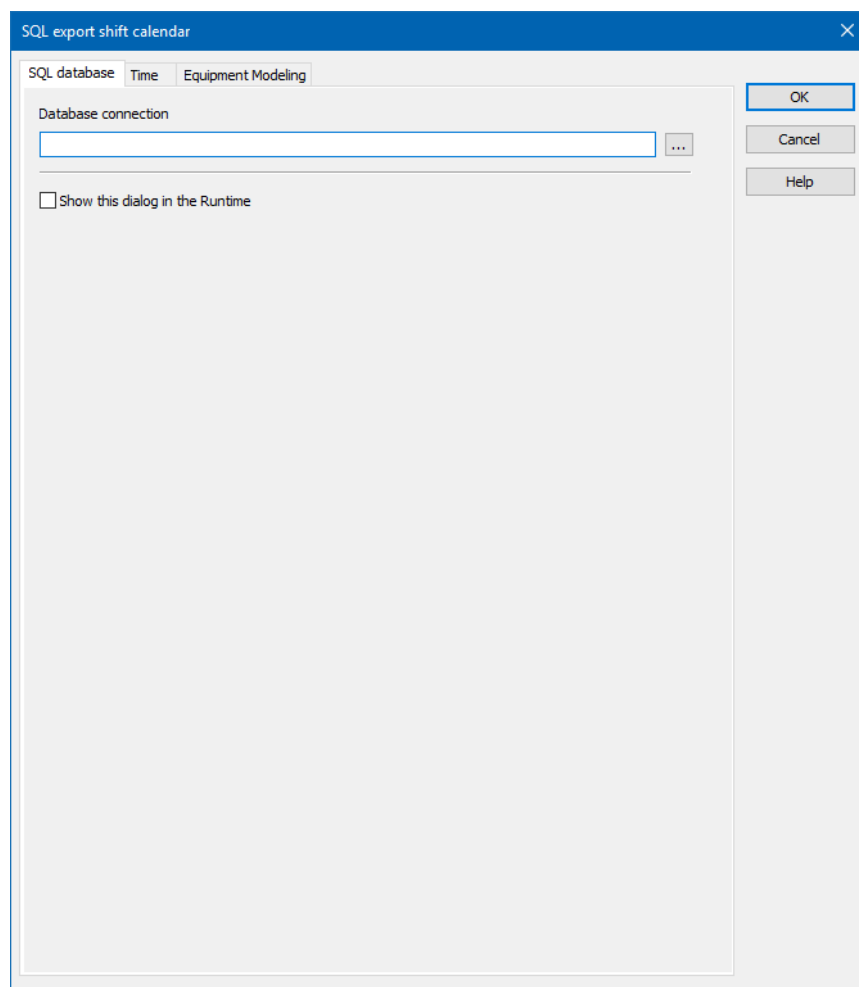 SQL export shift calendar
SQL database Time Equipment Modeling
OK
Database connection
...
Cancel
Help
Show this dialog in the Runtime